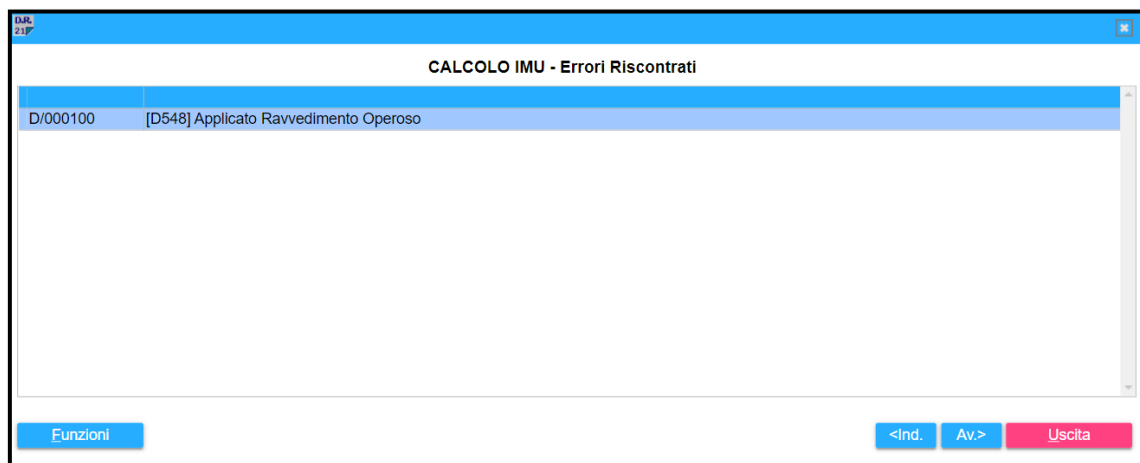 D.R.
21
CALCOLO IMU - Errori Riscontrati
D/000100 [D548] Applicato Ravvedimento Operoso
Funzioni <Ind. Av.> Uscita